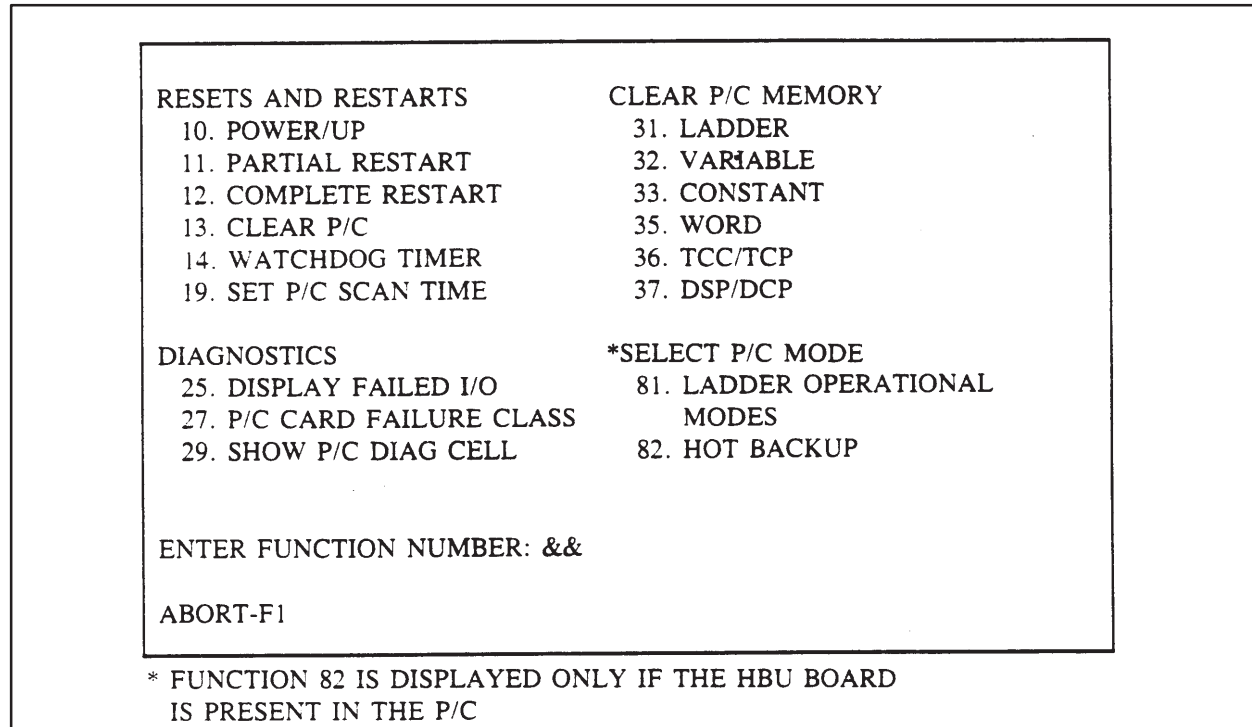 RESETS AND RESTARTS
10. POWER/UP
11. PARTIAL RESTART
12. COMPLETE RESTART
13. CLEAR P/C
14. WATCHDOG TIMER
19. SET P/C SCAN TIME
CLEAR P/C MEMORY
31. LADDER
32. VARIABLE
33. CONSTANT
35. WORD
36. TCC/TCP
37. DSP/DCP
DIAGNOSTICS
25. DISPLAY FAILED I/O
27. P/C CARD FAILURE CLASS
29. SHOW P/C DIAG CELL
*SELECT P/C MODE
81. LADDER OPERATIONAL
MODES
82. HOT BACKUP
ENTER FUNCTION NUMBER: &&
ABORT-F1
* FUNCTION 82 IS DISPLAYED ONLY IF THE HBU BOARD
IS PRESENT IN THE P/C